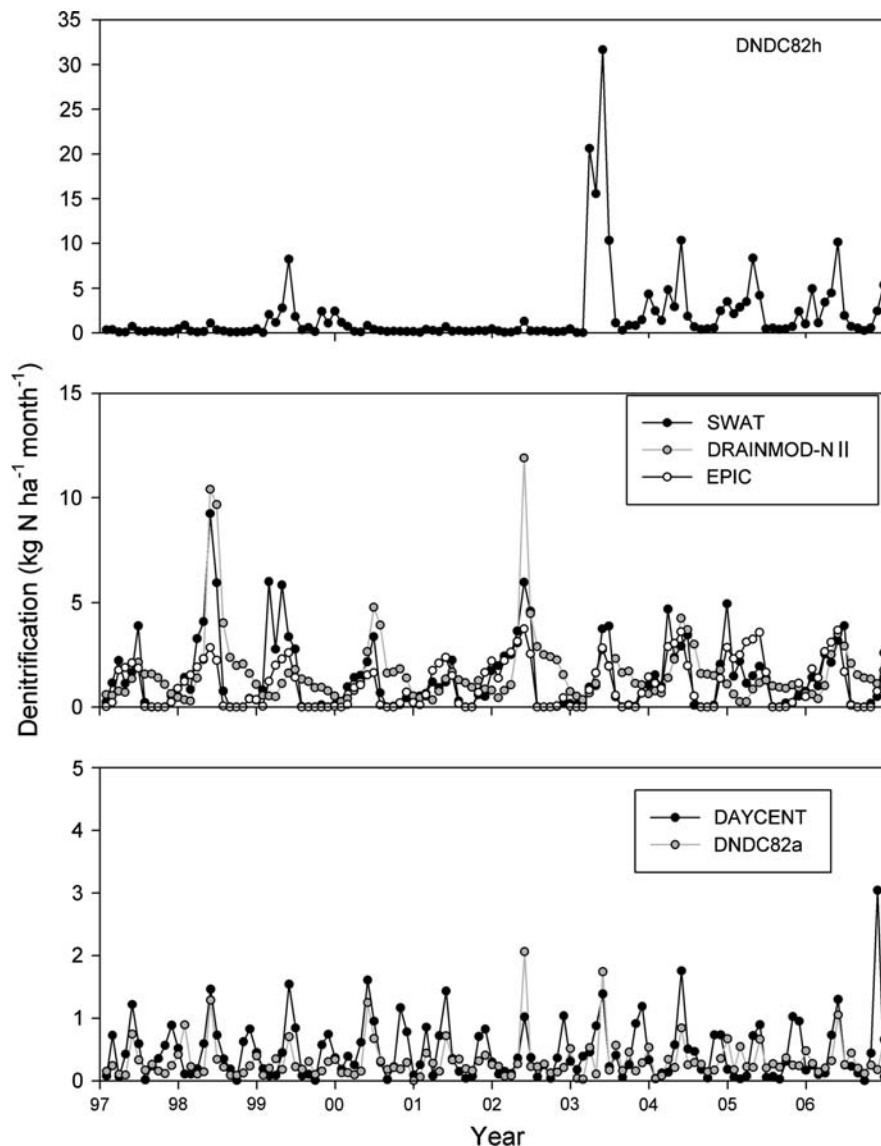 DNDC82h
35
30
25
20
15
10
5
0
Denitrification (kg N ha⁻¹ month⁻¹)
15
10
5
0
SWAT
DRAINMOD-N II
EPIC
5
4
3
2
1
0
DAYCENT
DNDC82a
97 98 99 00 01 02 03 04 05 06
Year